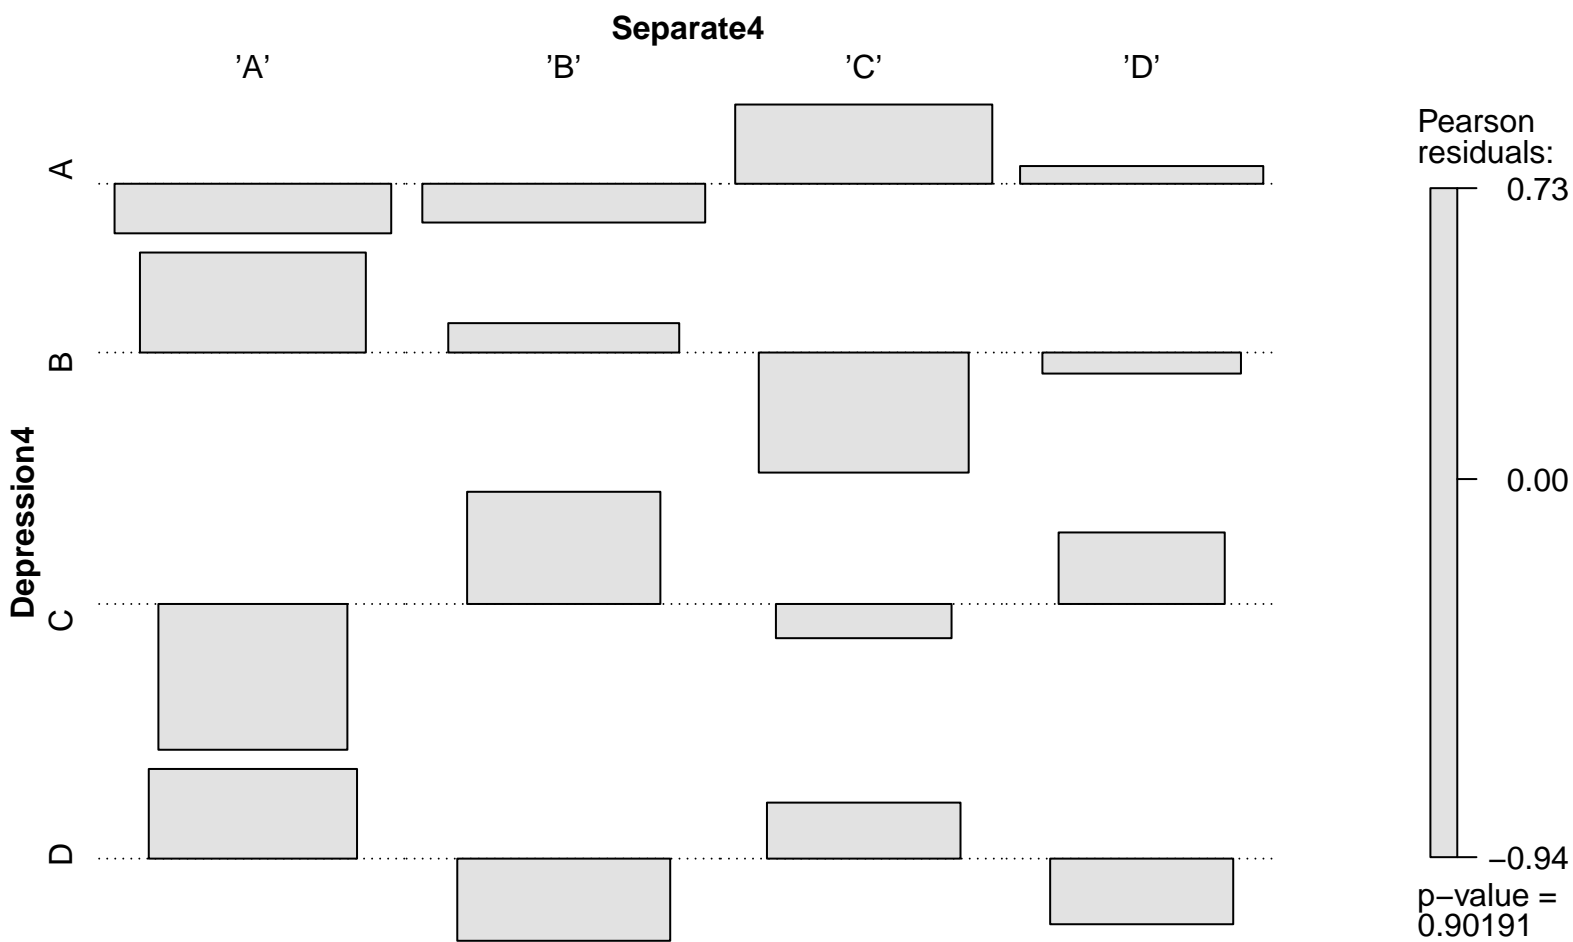 Separate4
’A’ ’B’ ’C’ ’D’
A
B
C
D
Depression4
Pearson
residuals:
0.73
0.00
−0.94
p−value =
0.90191